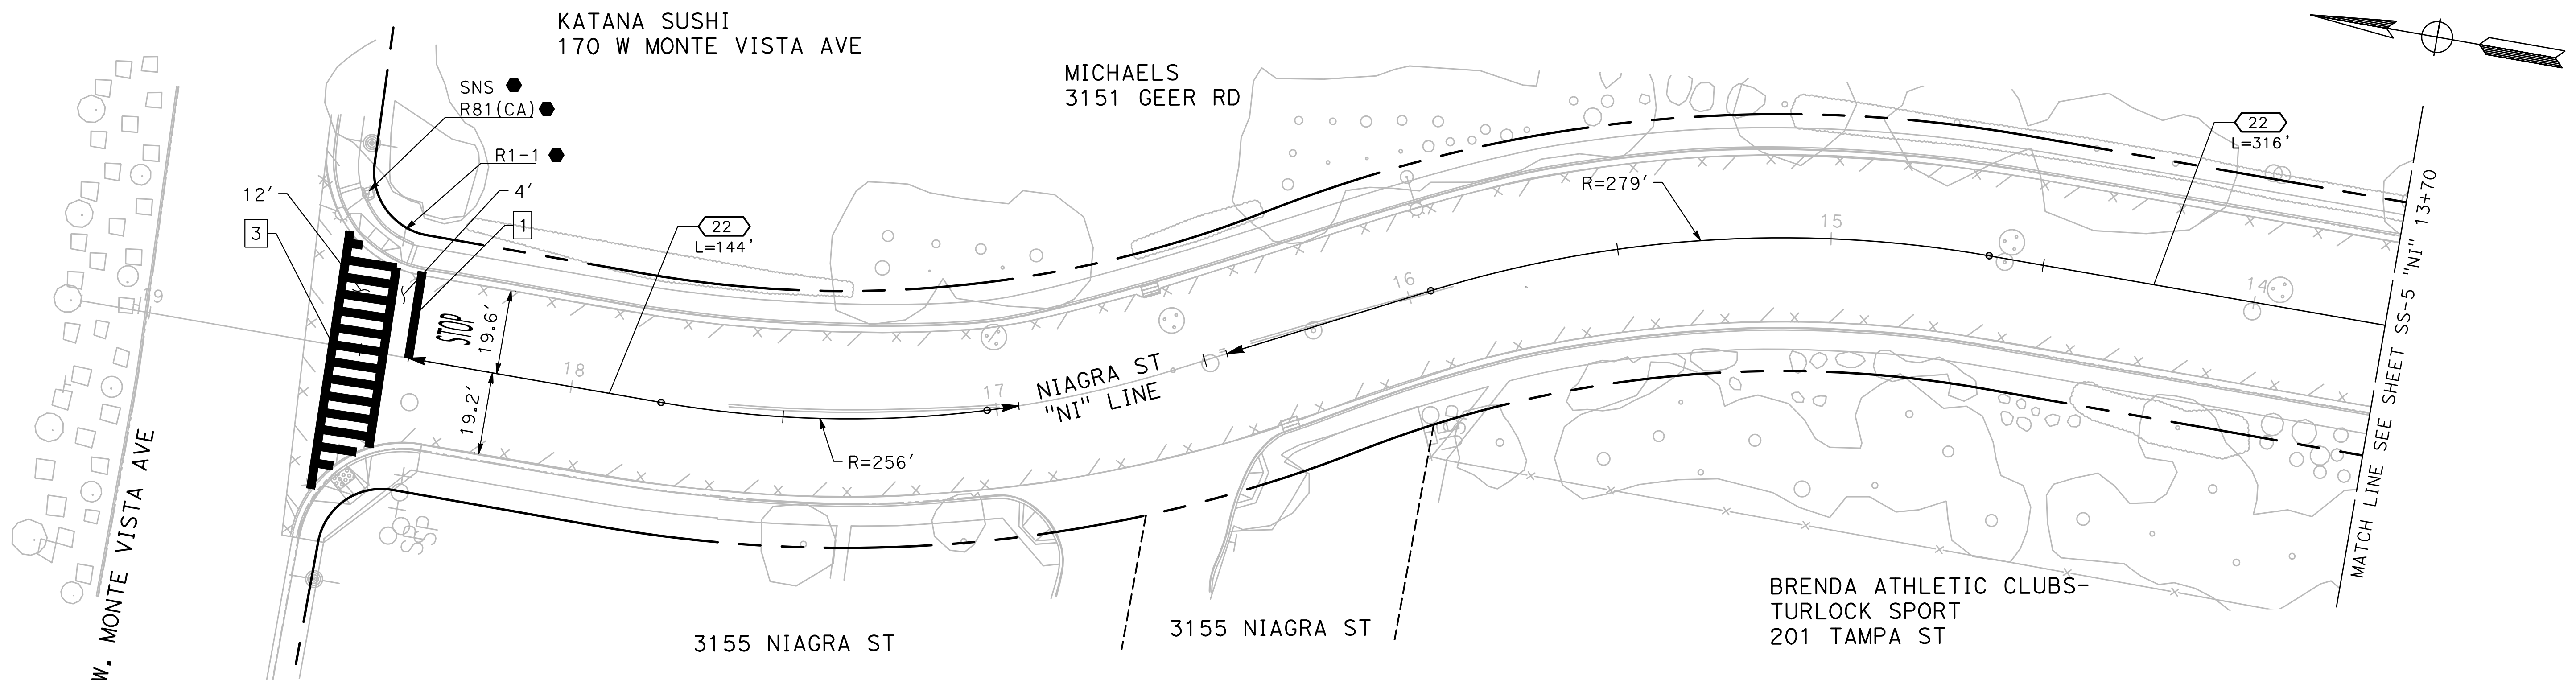 KATANA SUSHI
170 W MONTE VISTA AVE
MICHAELS
3151 GEER RD
SNS
R81(CA)
R1-1
4'
1
12'
3
22
L=144'
22
L=316'
R=279'
15
16
14
19
STOP
19.6'
18
19.2'
17
NIAGRA ST
"NI" LINE
R=256'
W. MONTE VISTA AVE
MATCH LINE SEE SHEET SS-5 "NI" 13+70
3155 NIAGRA ST
3155 NIAGRA ST
BRENDA ATHLETIC CLUBS-
TURLOCK SPORT
201 TAMPA ST